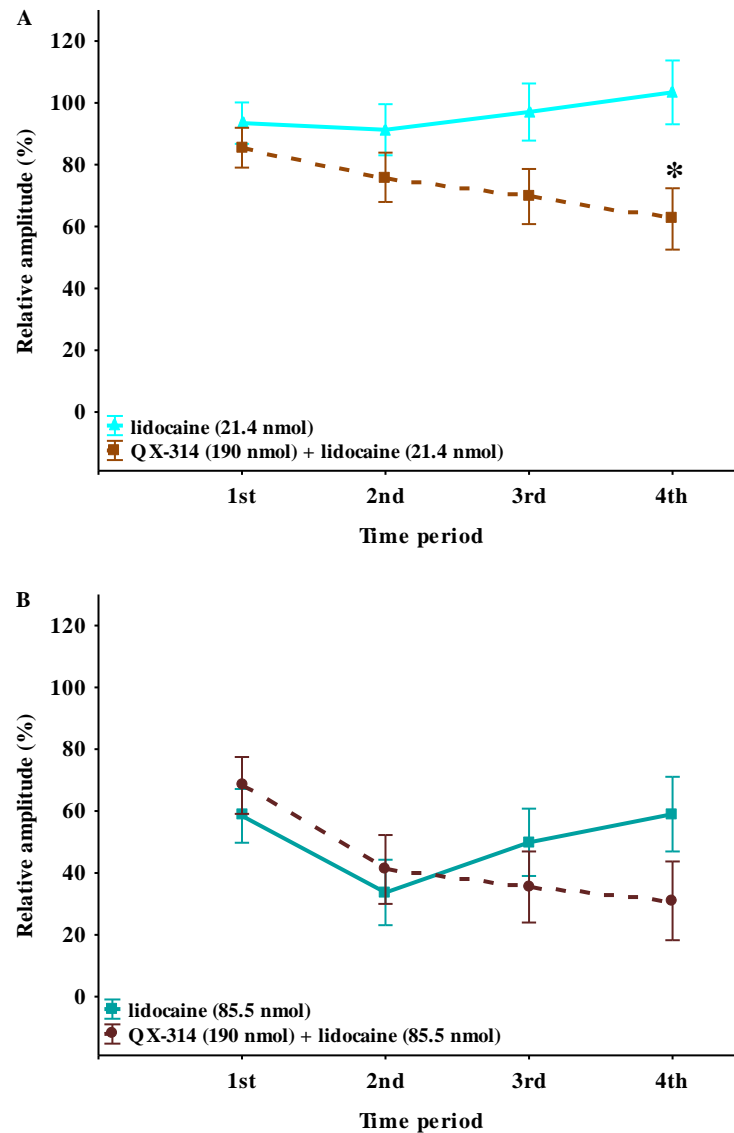 A
120
100
80
60
40
20
0
Relative amplitude (%)
*
lidocaine (21.4 nmol)
QX-314 (190 nmol) + lidocaine (21.4 nmol)
1st 2nd 3rd 4th
Time period
B
120
100
80
60
40
20
0
Relative amplitude (%)
lidocaine (85.5 nmol)
QX-314 (190 nmol) + lidocaine (85.5 nmol)
1st 2nd 3rd 4th
Time period